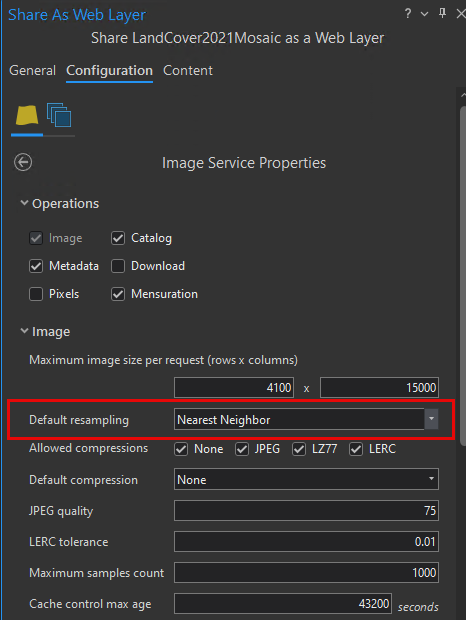 Share As Web Layer ?
Share LandCover2021Mosaic as a Web Layer
General Configuration Content
Image Service Properties
Operations
Image Catalog
Metadata Download
Pixels Mensuration
Image
Maximum image size per request (rows x columns)
4100 x 15000
Default resampling Nearest Neighbor
Allowed compressions None JPEG LZ77 LERC
Default compression None
JPEG quality 75
LERC tolerance 0.01
Maximum samples count 1000
Cache control max age 43200 seconds